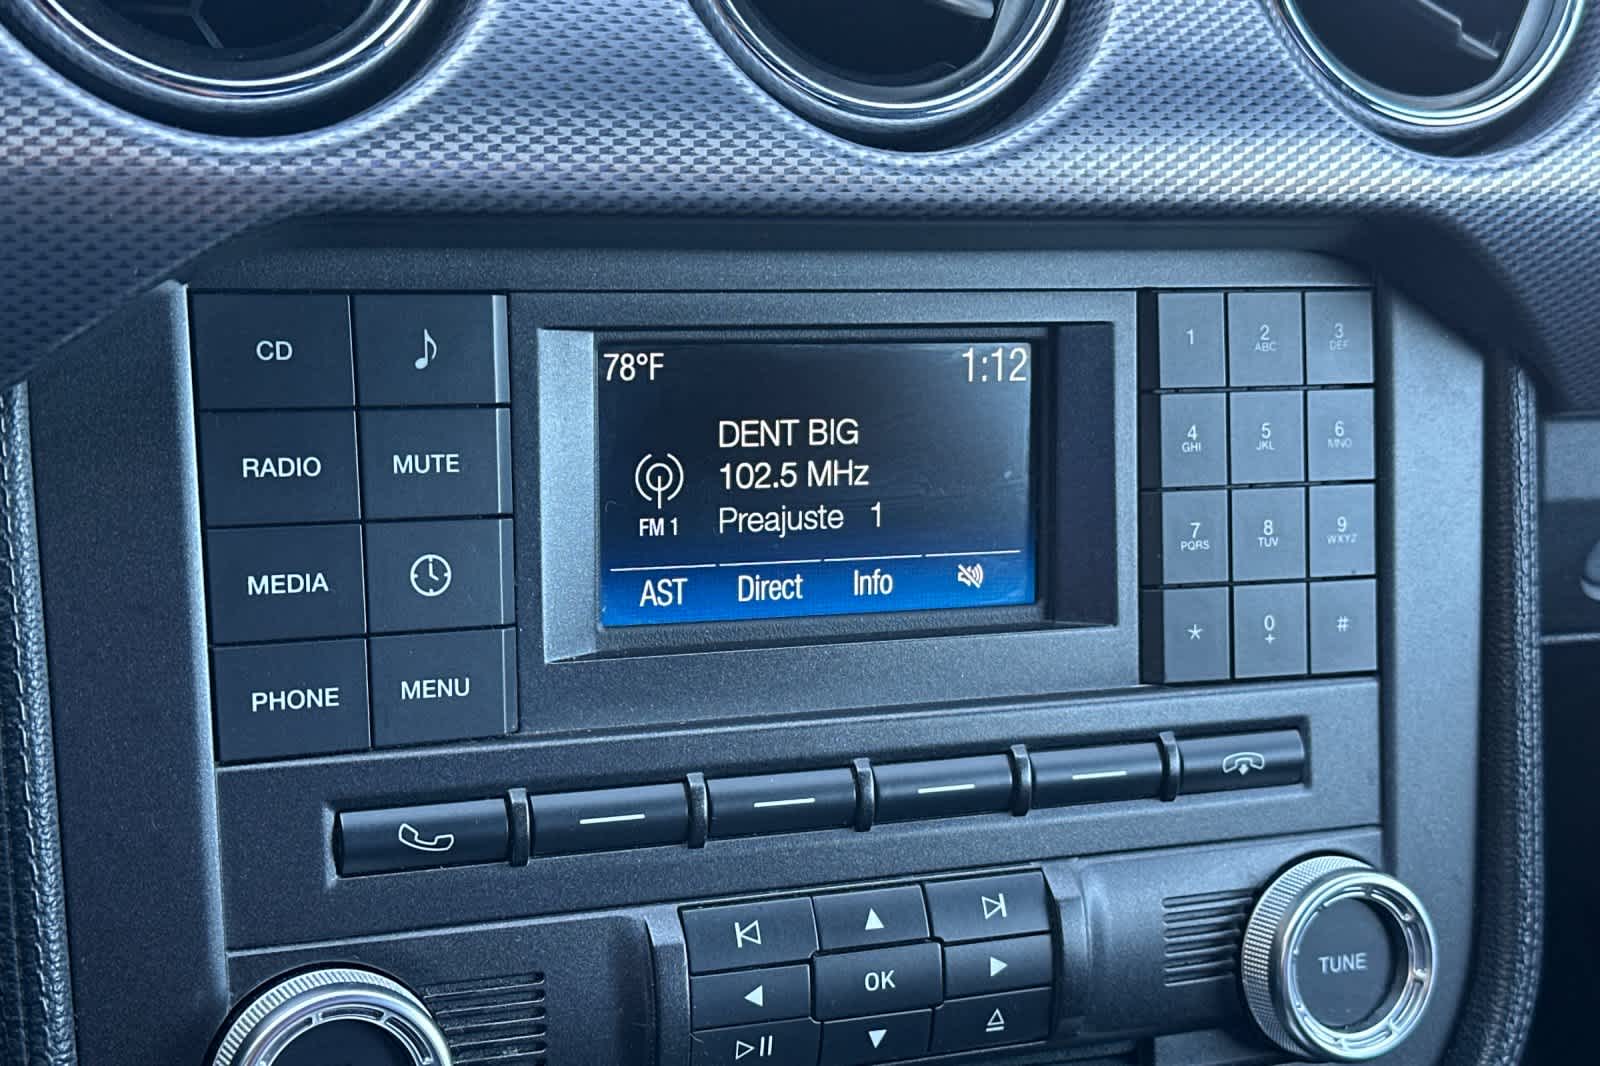 78°F 1:12
DENT BIG
102.5 MHz
FM 1 Preajuste 1
AST Direct Info
CD
RADIO MUTE
MEDIA
PHONE MENU
1 2 ABC 3 DEF
4 GHI 5 JKL 6 MNO
7 PQRS 8 TUV 9 WXYZ
* 0 + #
OK
TUNE